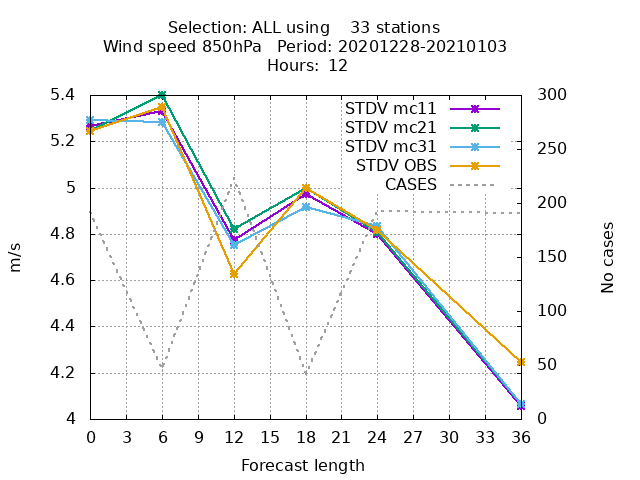 Selection: ALL using    33 stations
Wind speed 850hPa   Period: 20201228-20210103
Hours:  12
STDV mc11
STDV mc21
STDV mc31
STDV OBS
CASES
5.4
5.2
5
4.8
4.6
4.4
4.2
4
m/s
300
250
200
150
100
50
0
No cases
0 3 6 9 12 15 18 21 24 27 30 33 36
Forecast length